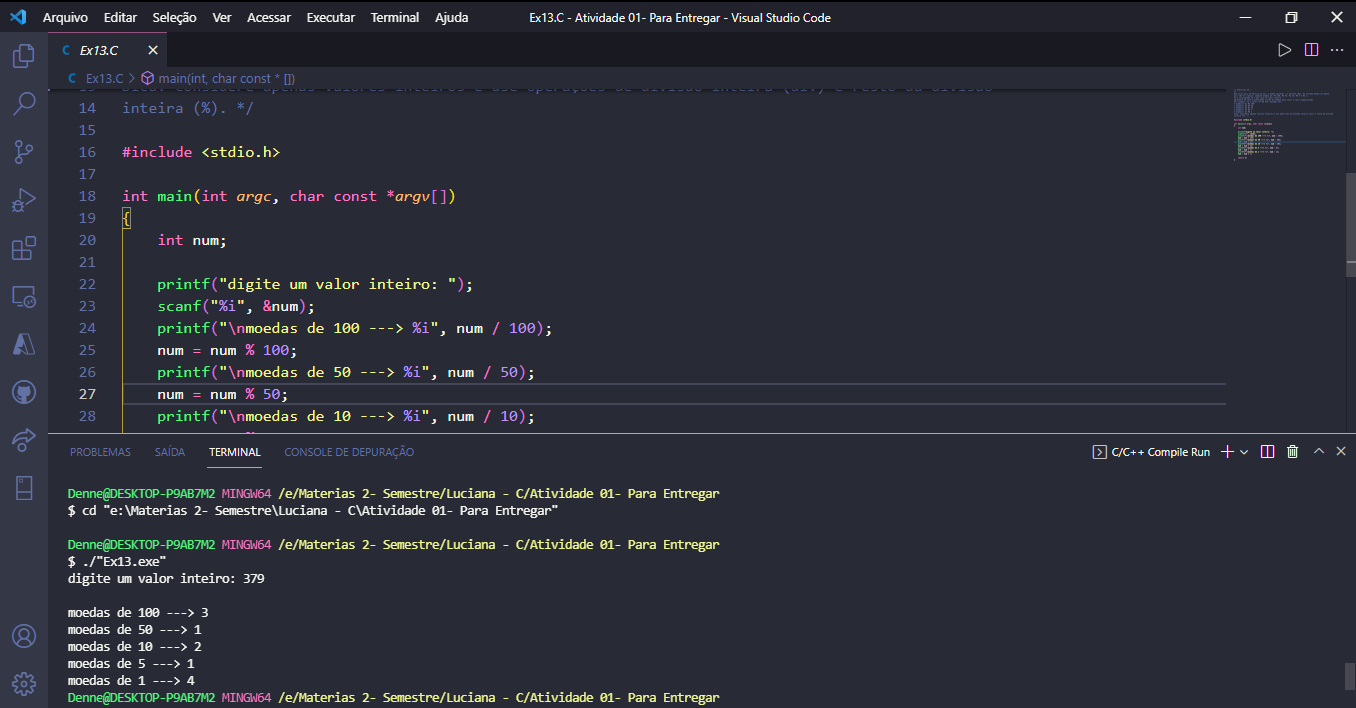 Arquivo Editar Seleção Ver Acessar Executar Terminal Ajuda Ex13.C - Atividade 01- Para Entregar - Visual Studio Code
C Ex13.C
C Ex13.C > main(int, char const * [])
14 inteira (%). */
15
16 #include <stdio.h>
17
18 int main(int argc, char const *argv[])
19 {
20 int num;
21
22 printf("digite um valor inteiro: ");
23 scanf("%i", &num);
24 printf("\nmoedas de 100 ---> %i", num / 100);
25 num = num % 100;
26 printf("\nmoedas de 50 ---> %i", num / 50);
27 num = num % 50;
28 printf("\nmoedas de 10 ---> %i", num / 10);
PROBLEMAS SAÍDA TERMINAL CONSOLE DE DEPURAÇÃO C/C++ Compile Run
Denne@DESKTOP-P9AB7M2 MINGW64 /e/Materias 2- Semestre/Luciana - C/Atividade 01- Para Entregar
$ cd "e:\Materias 2- Semestre\Luciana - C\Atividade 01- Para Entregar"
Denne@DESKTOP-P9AB7M2 MINGW64 /e/Materias 2- Semestre/Luciana - C/Atividade 01- Para Entregar
$ ./"Ex13.exe"
digite um valor inteiro: 379
moedas de 100 ---> 3
moedas de 50 ---> 1
moedas de 10 ---> 2
moedas de 5 ---> 1
moedas de 1 ---> 4
Denne@DESKTOP-P9AB7M2 MINGW64 /e/Materias 2- Semestre/Luciana - C/Atividade 01- Para Entregar